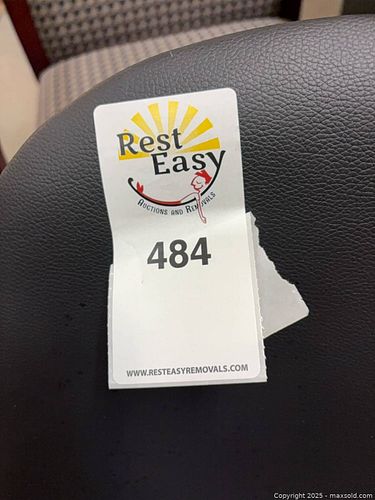 Rest
Easy
Auctions and Removals
484
www.resteasyremovals.com
Copyright 2025 - maxsold.com